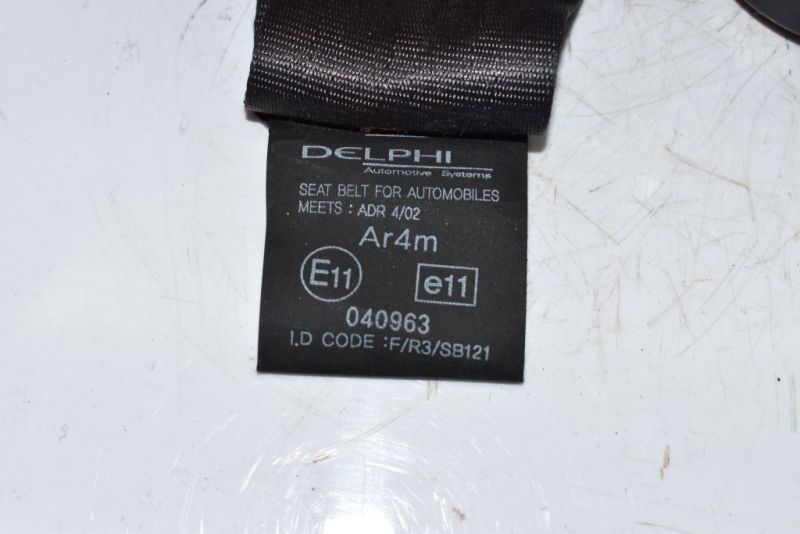 DELPHI
Automotive Systems
SEAT BELT FOR AUTOMOBILES
MEETS : ADR 4/02
Ar4m
E11 e11
040963
I.D CODE :F/R3/SB121